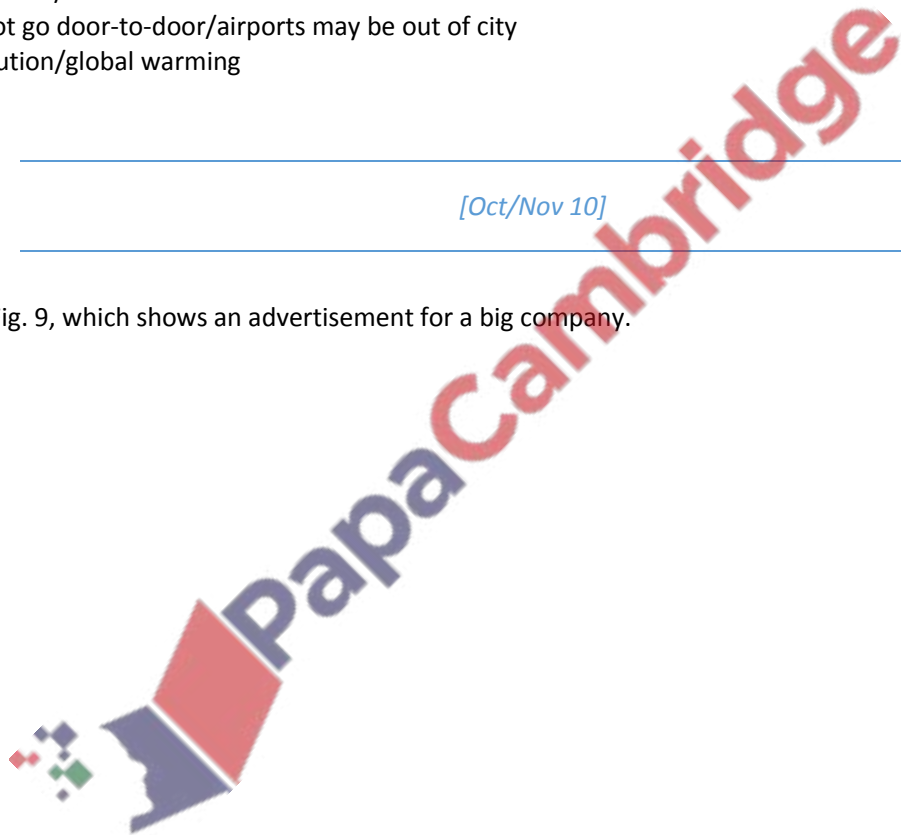 ot go door-to-door/airports may be out of city
ution/global warming
[Oct/Nov 10]
ig. 9, which shows an advertisement for a big company.
PapaCambridge